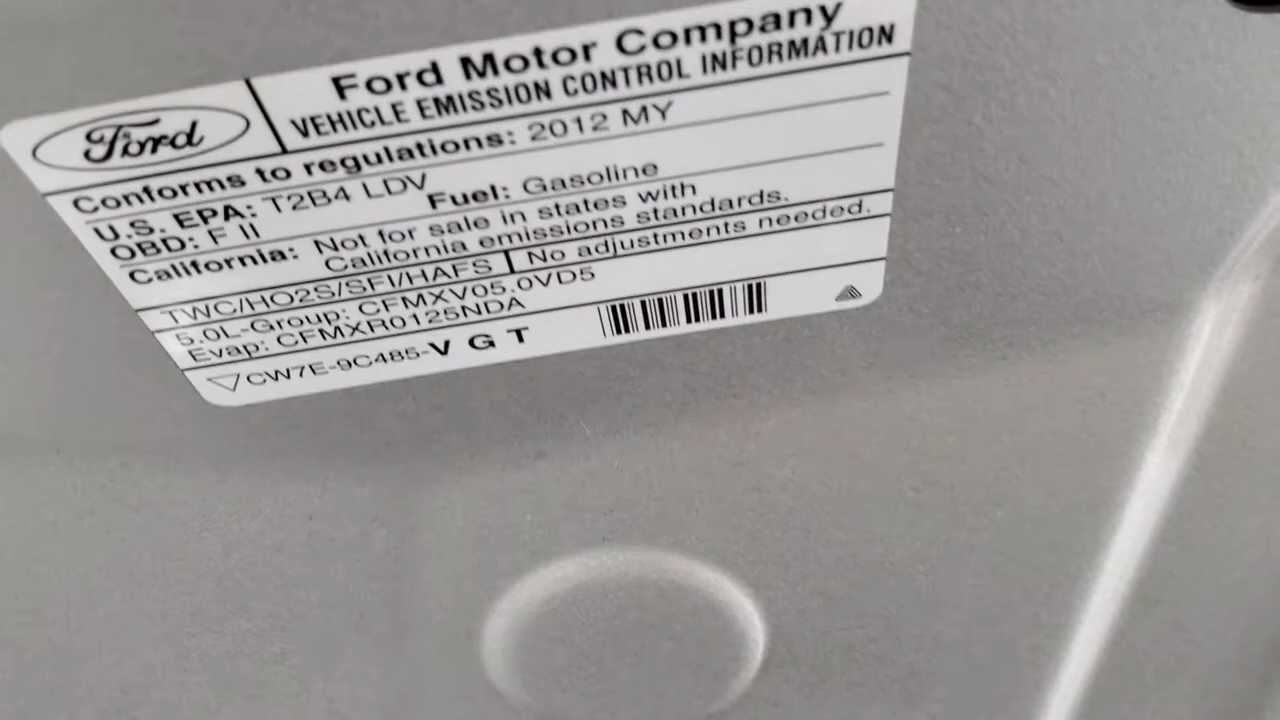 Ford
Ford Motor Company
VEHICLE EMISSION CONTROL INFORMATION
Conforms to regulations: 2012 MY
U.S. EPA: T2B4 LDV
OBD: F II Fuel: Gasoline
California: Not for sale in states with
California emissions standards.
TWC/HO2S/SFI/HAFS No adjustments needed.
5.0L-Group: CFMXV05.0VD5
Evap: CFMXR0125NDA
CW7E-9C485-V G T